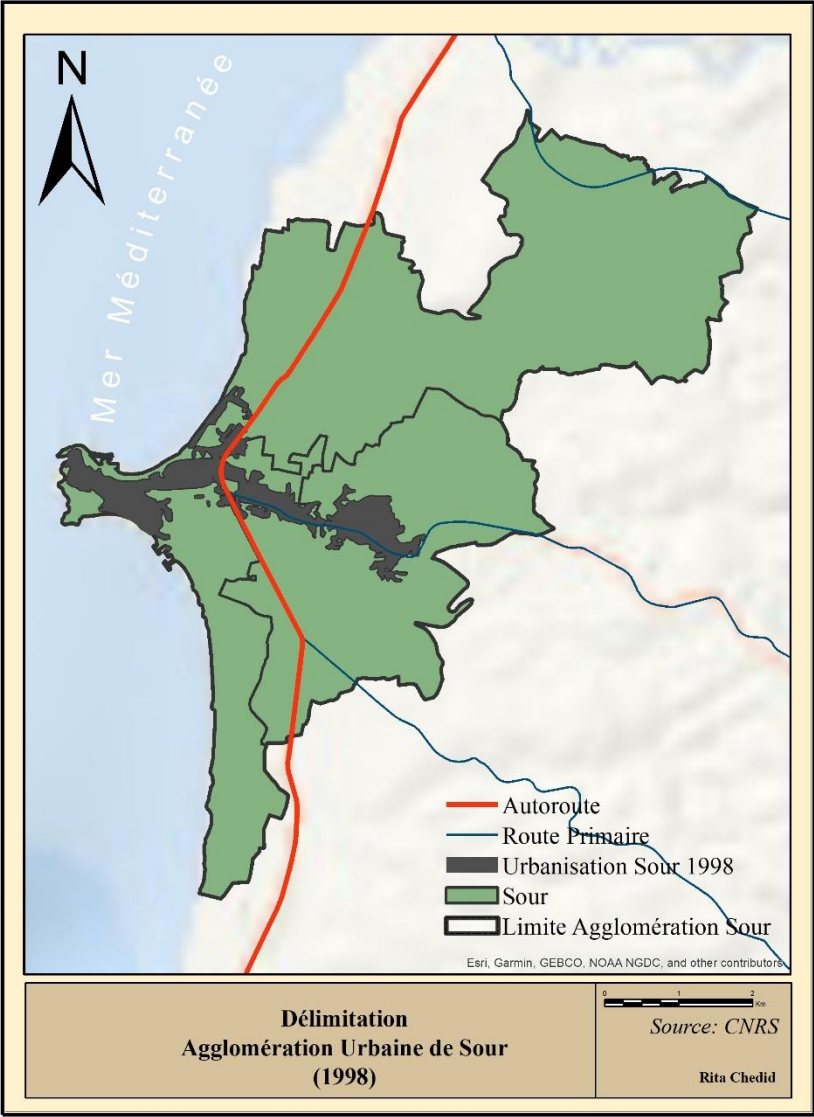 N
Mer Méditerranée
Autoroute
Route Primaire
Urbanisation Sour 1998
Sour
Limite Agglomération Sour
Esri, Garmin, GEBCO, NOAA NGDC, and other contributors
Délimitation
Agglomération Urbaine de Sour
(1998)
0 1 2
Km
Source: CNRS
Rita Chedid